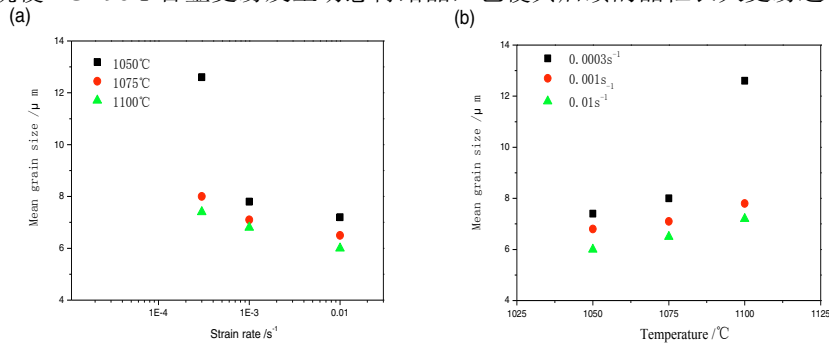 (a)
14
12
10
8
6
4
1E-4
1E-3
0.01
Mean grain size /μ m
Strain rate /s-1
1050℃
1075℃
1100℃
(b)
14
12
10
8
6
4
1025
1050
1075
1100
1125
Mean grain size /μ m
Temperature /℃
0.0003s-1
0.001s-1
0.01s-1